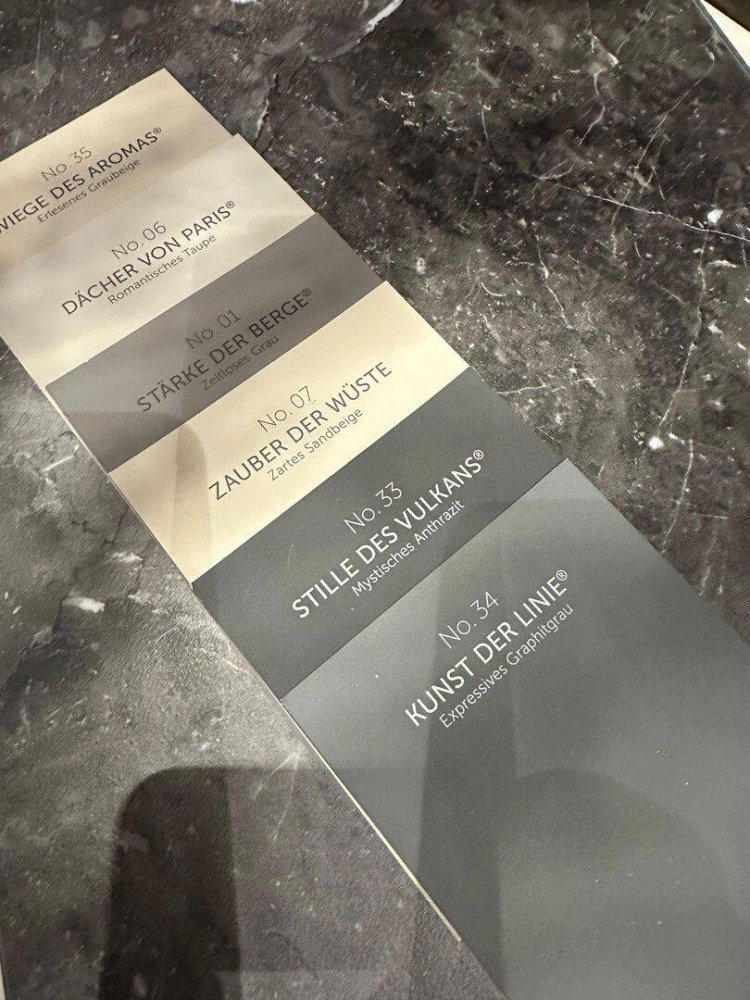 No. 35
WIEGE DES AROMAS®
Erlesenes Graubeige
No. 06
DÄCHER VON PARIS®
Romantisches Taupe
No. 01
STÄRKE DER BERGE®
Zeitloses Grau
No. 07
ZAUBER DER WÜSTE
Zartes Sandbeige
No. 33
STILLE DES VULKANS®
Mystisches Anthrazit
No. 34
KUNST DER LINIE®
Expressives Graphitgrau